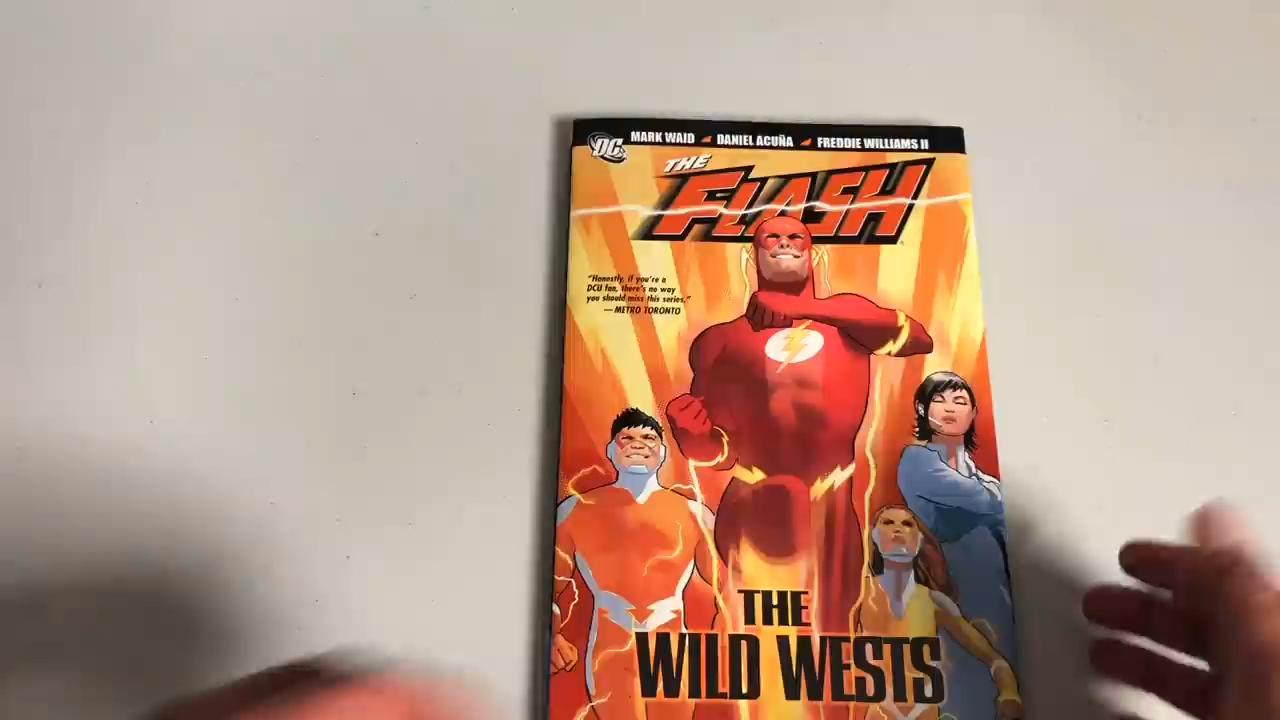 DC
MARK WAID DANIEL ACUÑA FREDDIE WILLIAMS II
THE
FLASH
"Honestly, if you're a
DCU fan, there's no way
you should miss this series."
— METRO TORONTO
THE
WILD WESTS